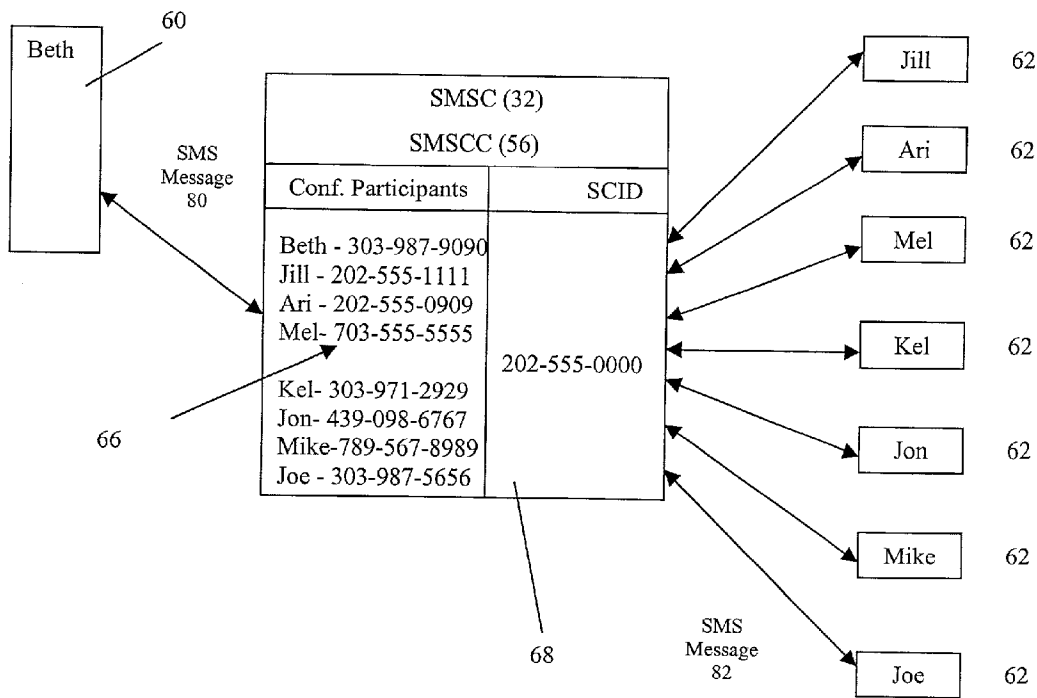 60
Beth
SMS
Message
80
SMSC (32)
SMSCC (56)
Conf. Participants
SCID
Beth - 303-987-9090
Jill - 202-555-1111
Ari - 202-555-0909
Mel- 703-555-5555
Kel- 303-971-2929
Jon- 439-098-6767
Mike-789-567-8989
Joe - 303-987-5656
202-555-0000
66
68
Jill 62
Ari 62
Mel 62
Kel 62
Jon 62
Mike 62
Joe 62
SMS
Message
82